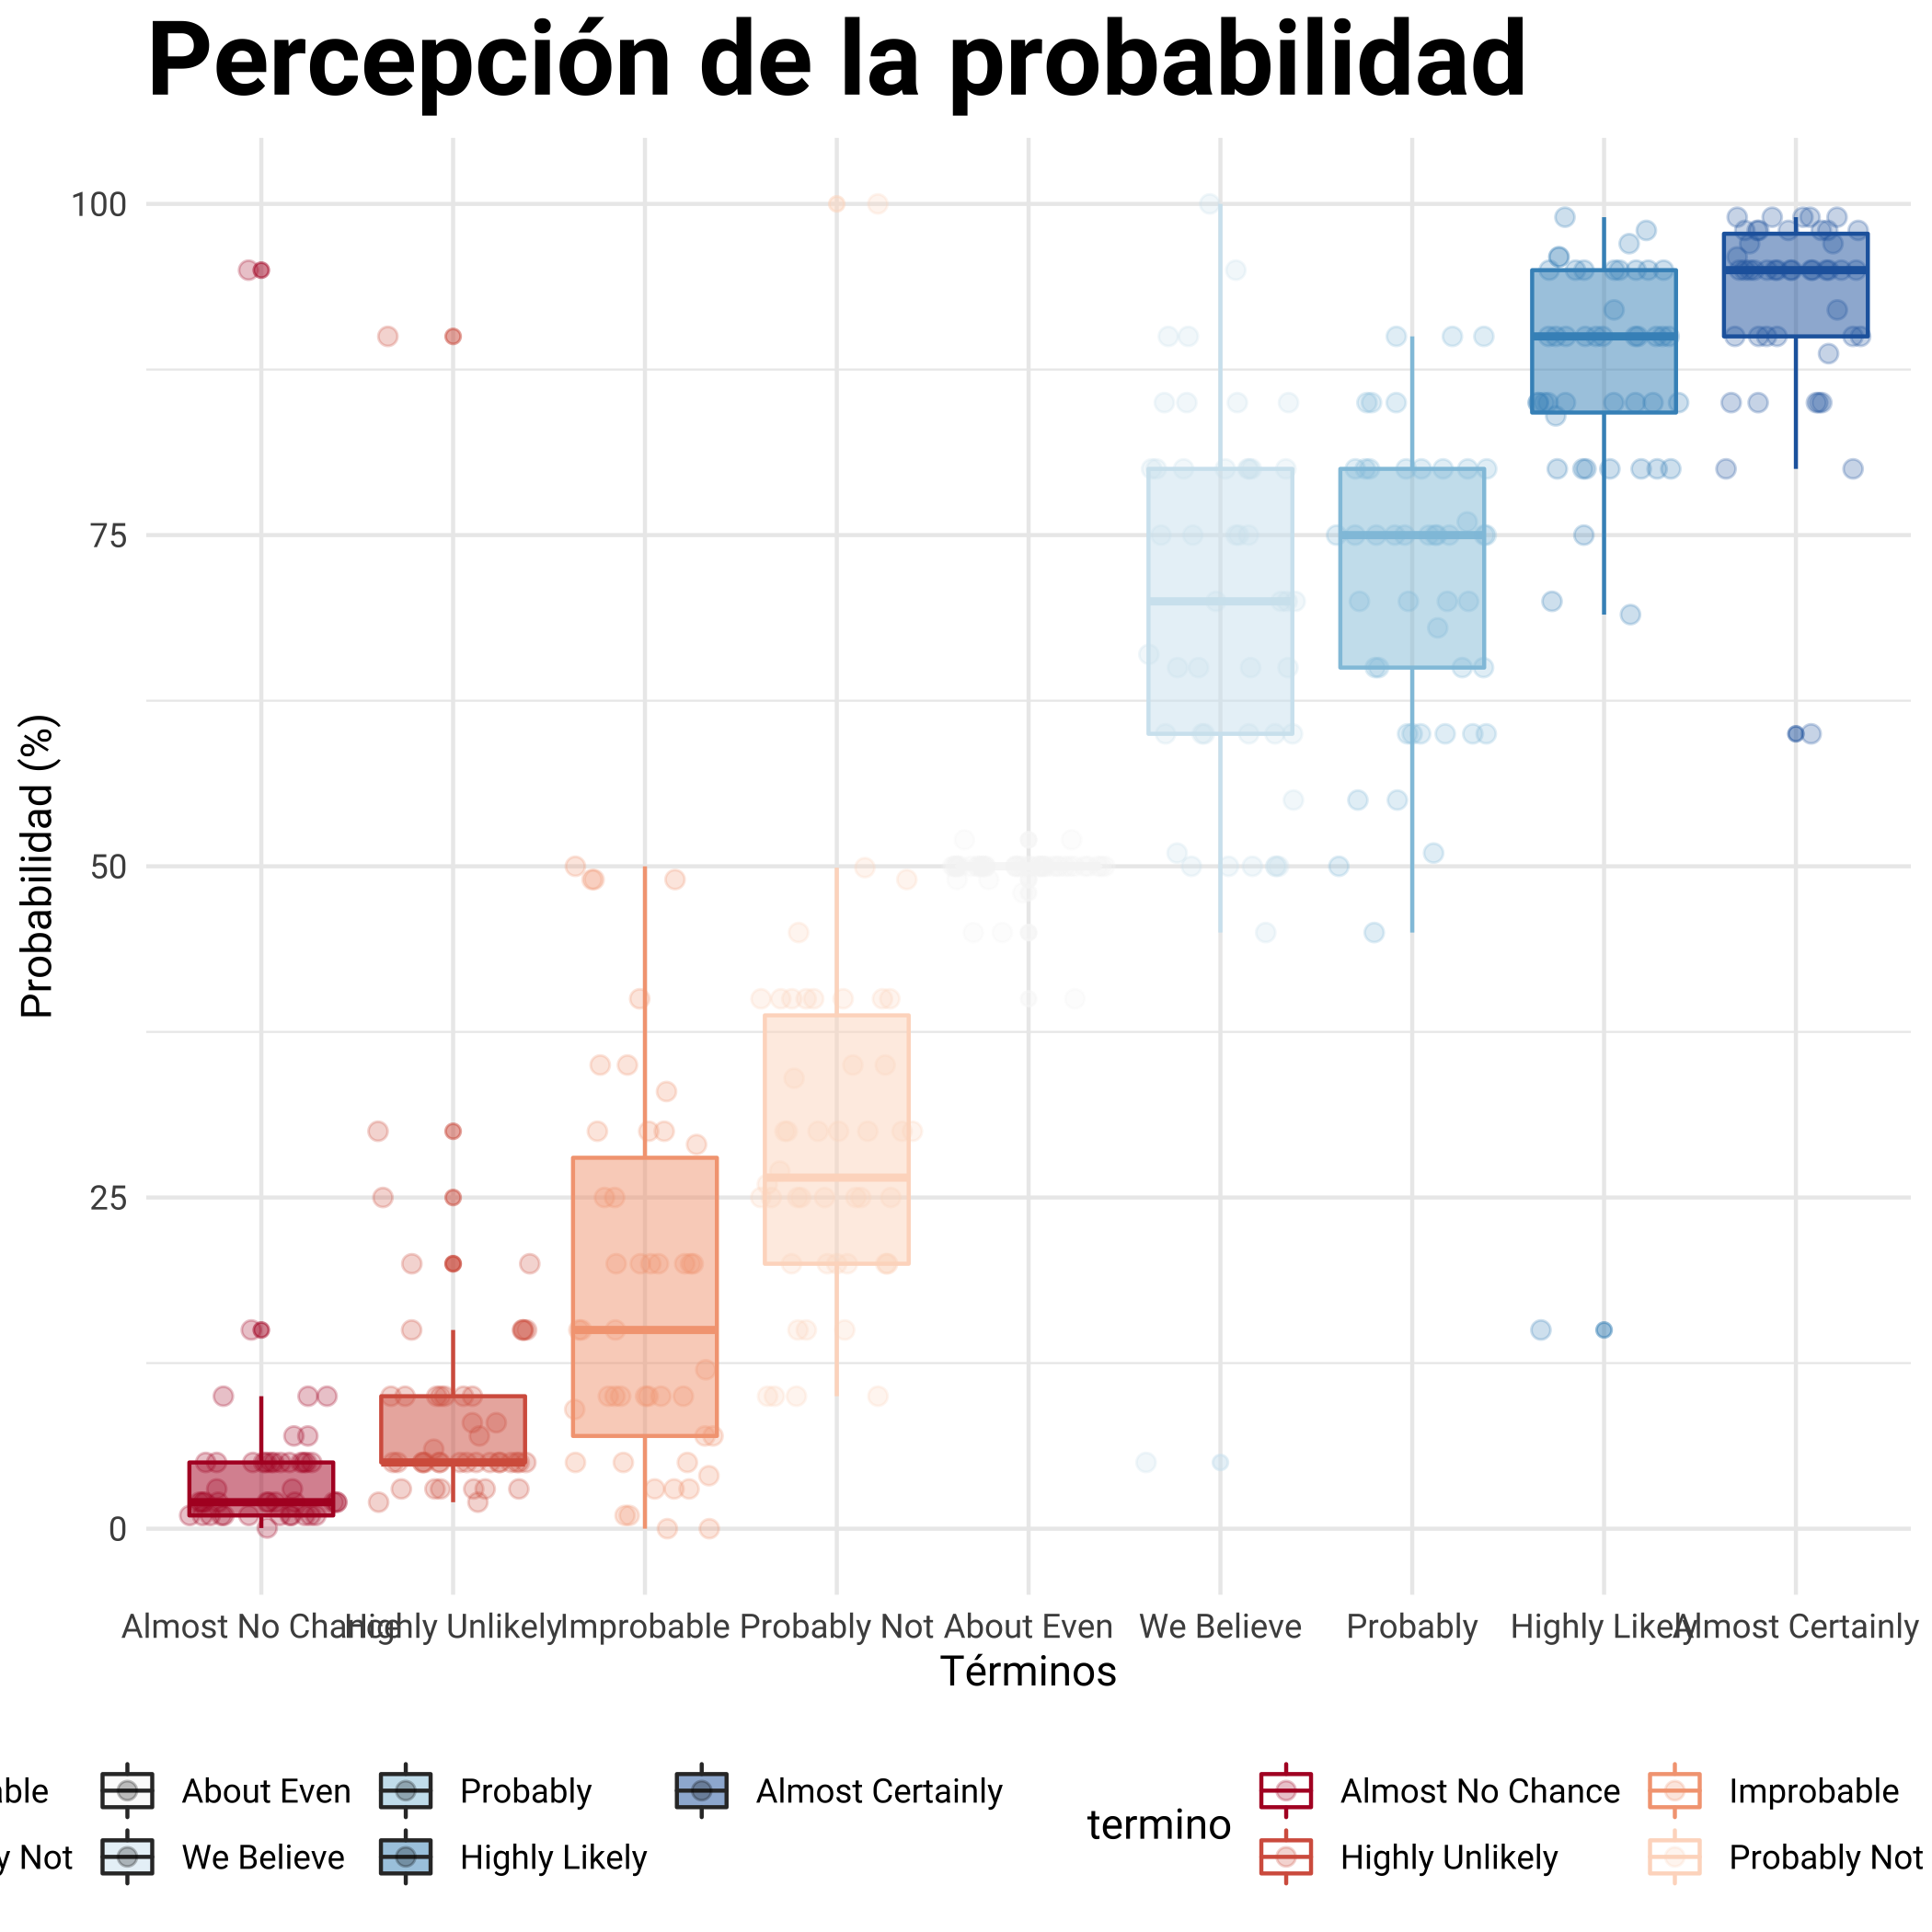 Percepción de la probabilidad
Probabilidad (%)
100
75
50
25
0
Almost No Chance
Highly Unlikely
Improbable
Probably Not
About Even
We Believe
Probably
Highly Likely
Almost Certainly
Términos
able
About Even
Probably
Almost Certainly
y Not
We Believe
Highly Likely
termino
Almost No Chance
Improbable
Highly Unlikely
Probably Not